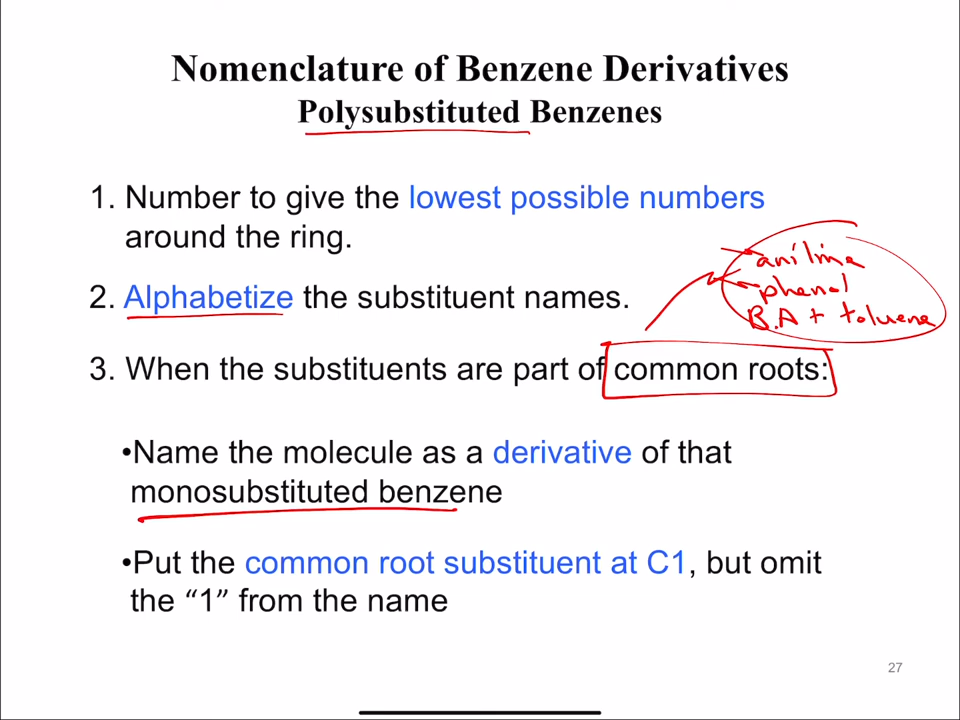 Nomenclature of Benzene Derivatives
Polysubstituted Benzenes
1. Number to give the lowest possible numbers
around the ring.
2. Alphabetize the substituent names.
aniline
phenol
B.A + toluene
3. When the substituents are part of common roots:
•Name the molecule as a derivative of that
monosubstituted benzene
•Put the common root substituent at C1, but omit
the “1” from the name
27